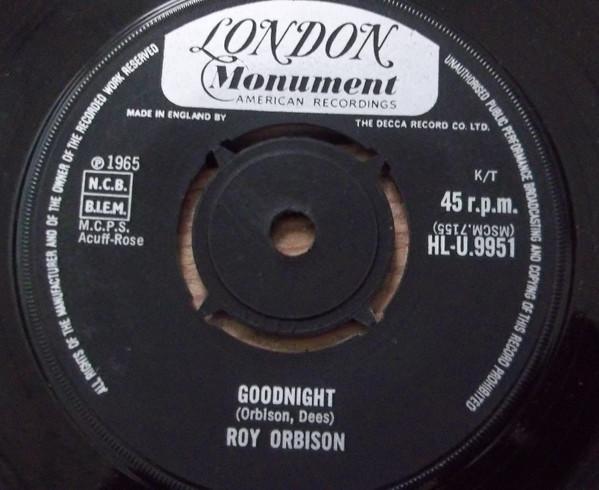 LONDON
Monument
AMERICAN RECORDINGS
MADE IN ENGLAND BY
THE DECCA RECORD CO. LTD.
ALL RIGHTS OF THE MANUFACTURER AND OF THE OWNER OF THE RECORDED WORK RESERVED
UNAUTHORISED PUBLIC PERFORMANCE BROADCASTING AND COPYING OF THIS RECORD PROHIBITED
℗ 1965
N.C.B.
B.I.E.M.
M.C.P.S.
Acuff-Rose
K/T
45 r.p.m.
(MSCM.7155)
HL-U.9951
GOODNIGHT
(Orbison, Dees)
ROY ORBISON